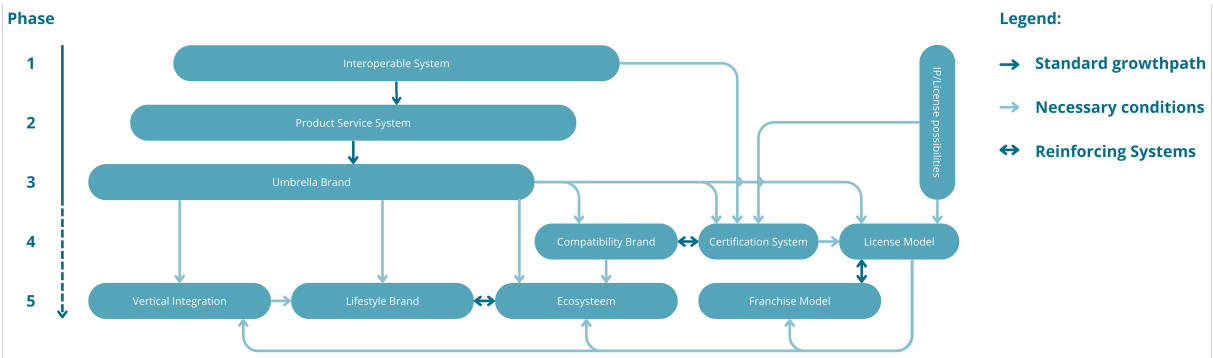 Phase
Legend:
1
Interoperable System
Standard growthpath
2
Product Service System
IP/License possibilities
Necessary conditions
Reinforcing Systems
3
Umbrella Brand
4
Compatibility Brand
Certification System
License Model
5
Vertical Integration
Lifestyle Brand
Ecosysteem
Franchise Model